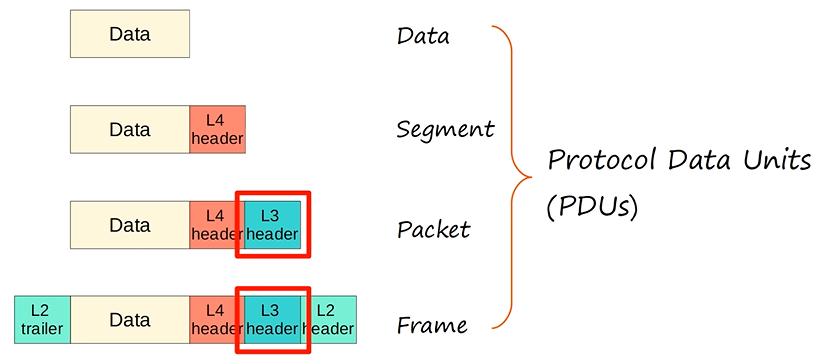 Data
Data
Data
L4
header
Segment
Protocol Data Units
(PDUs)
Data
L4
header
L3
header
Packet
L2
trailer
Data
L4
header
L3
header
L2
header
Frame